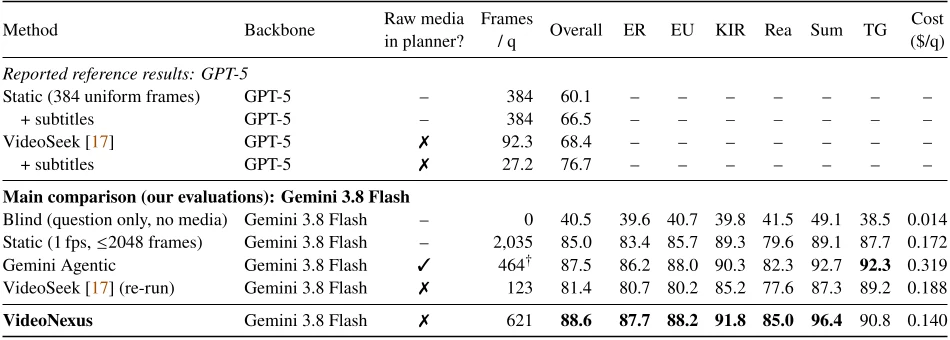 Method Backbone Raw media in planner? Frames / q Overall ER EU KIR Rea Sum TG Cost ($/q)
Reported reference results: GPT-5
Static (384 uniform frames) GPT-5 – 384 60.1 – – – – – – –
+ subtitles GPT-5 – 384 66.5 – – – – – – –
VideoSeek [17] GPT-5 ✗ 92.3 68.4 – – – – – – –
+ subtitles GPT-5 ✗ 27.2 76.7 – – – – – – –
Main comparison (our evaluations): Gemini 3.8 Flash
Blind (question only, no media) Gemini 3.8 Flash – 0 40.5 39.6 40.7 39.8 41.5 49.1 38.5 0.014
Static (1 fps, ≤2048 frames) Gemini 3.8 Flash – 2,035 85.0 83.4 85.7 89.3 79.6 89.1 87.7 0.172
Gemini Agentic Gemini 3.8 Flash ✓ 464† 87.5 86.2 88.0 90.3 82.3 92.7 92.3 0.319
VideoSeek [17] (re-run) Gemini 3.8 Flash ✗ 123 81.4 80.7 80.2 85.2 77.6 87.3 89.2 0.188
VideoNexus Gemini 3.8 Flash ✗ 621 88.6 87.7 88.2 91.8 85.0 96.4 90.8 0.140